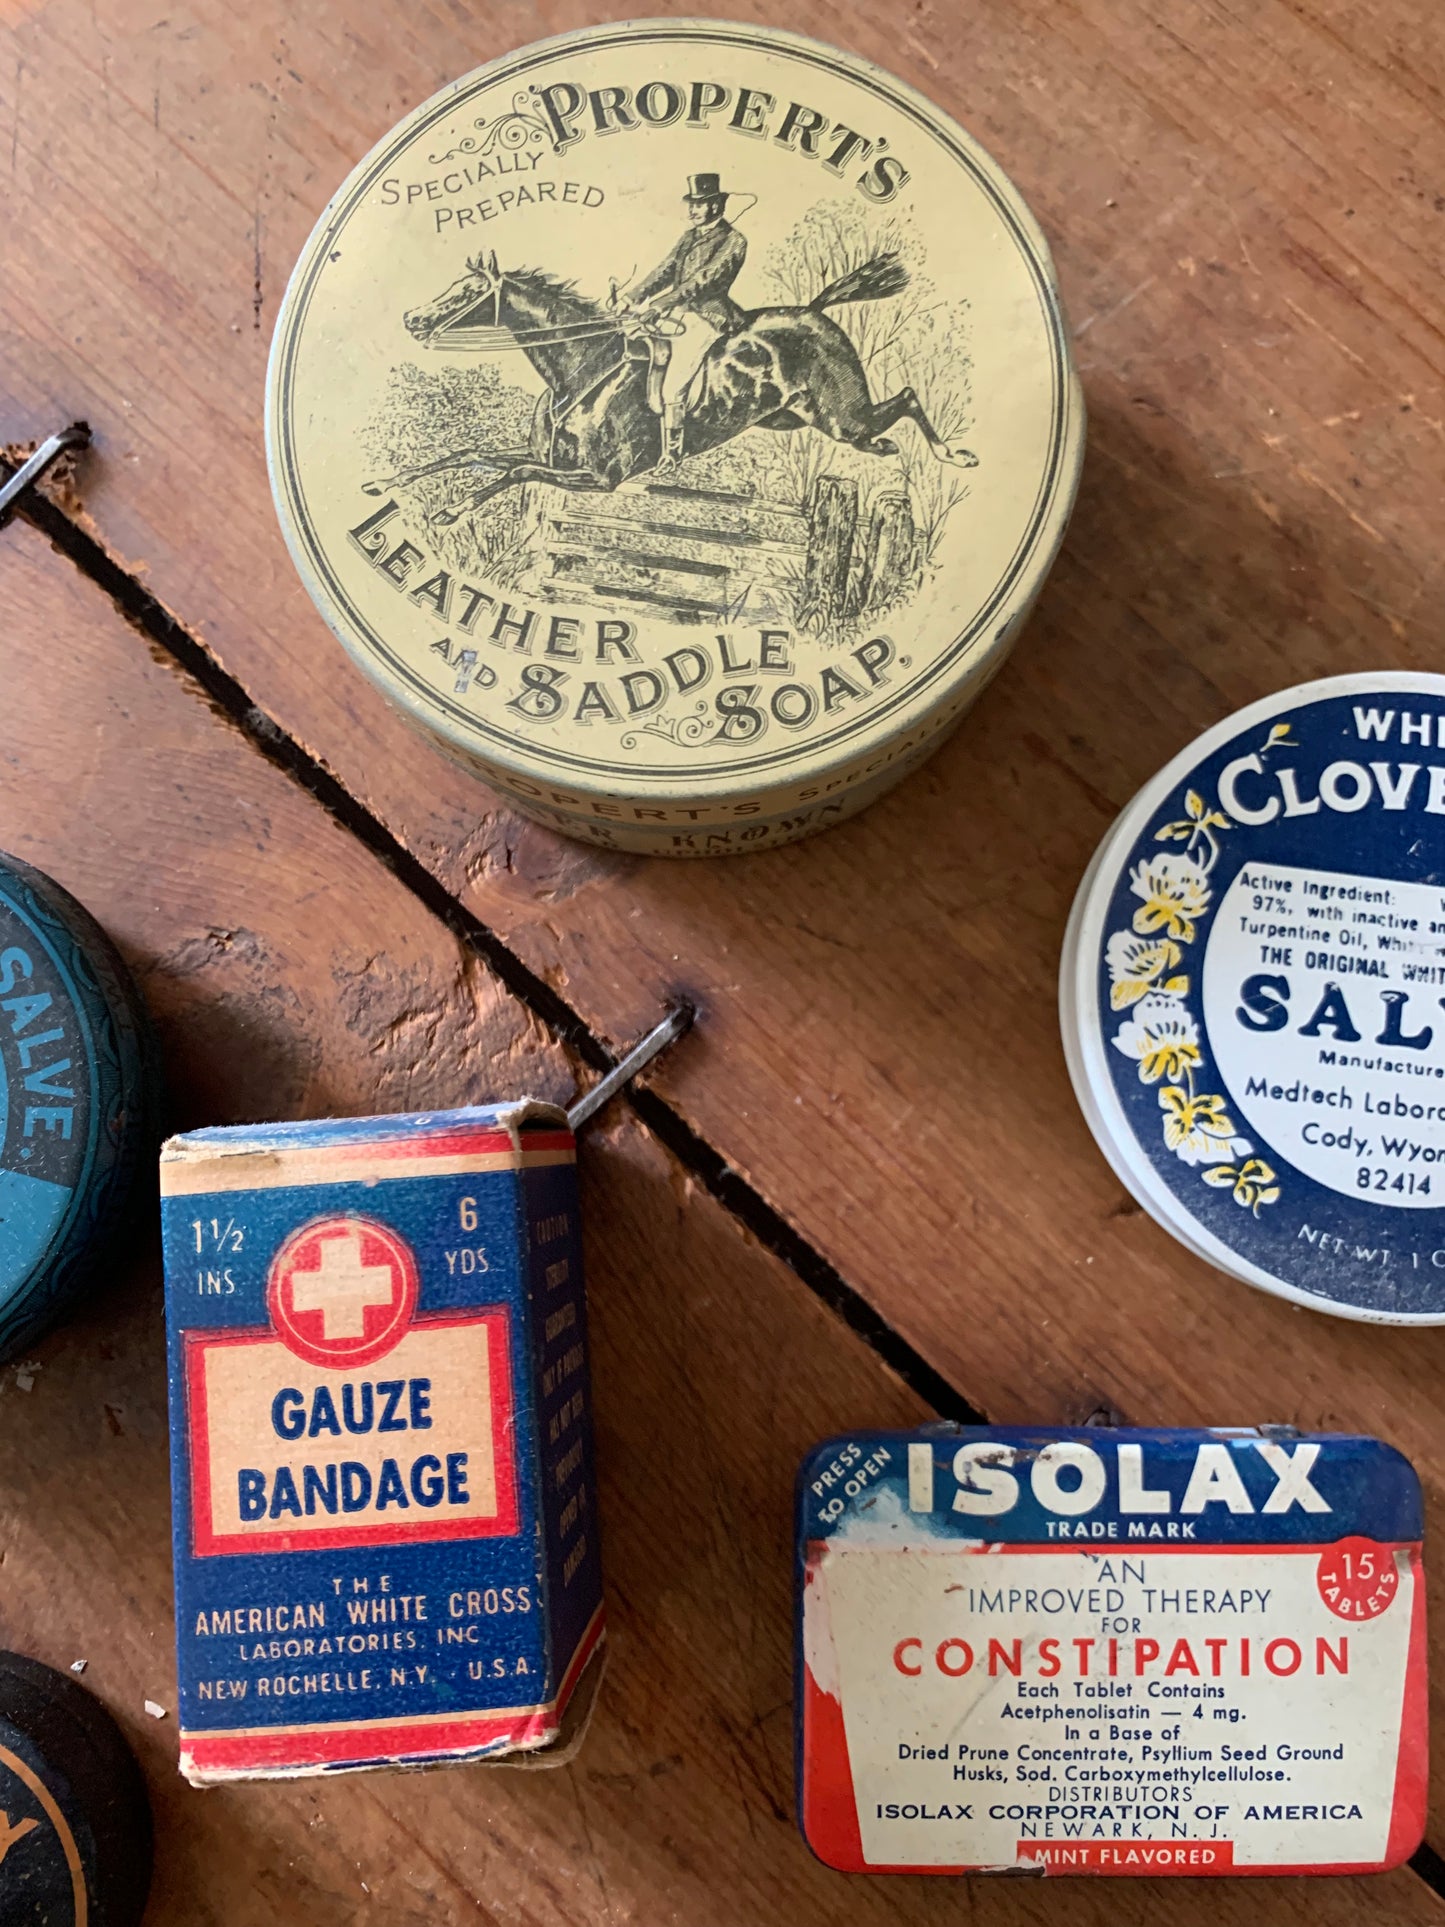 PROPERT'S
SPECIALLY
PREPARED
LEATHER
AND SADDLE
SOAP.
PROPERT'S
KNOWN
SALVE
CLOVE
Active Ingredient:
97%, with inactive
Turpentine Oil,
THE ORIGINAL
Manufacture
Medtech
Cody,
82414
NET WT. 1
1½
INS
6
YDS
GAUZE
BANDAGE
THE
AMERICAN WHITE CROSS
LABORATORIES, INC
NEW ROCHELLE, N.Y. U.S.A.
PRESS
TO OPEN
ISOLAX
TRADE MARK
15
TABLETS
AN
IMPROVED THERAPY
FOR
CONSTIPATION
Each Tablet Contains
Acetphenolisatin — 4 mg.
In a Base of
Dried Prune Concentrate, Psyllium Seed Ground
Husks, Sod. Carboxymethylcellulose.
DISTRIBUTORS
ISOLAX CORPORATION OF AMERICA
NEWARK, N. J.
MINT FLAVORED